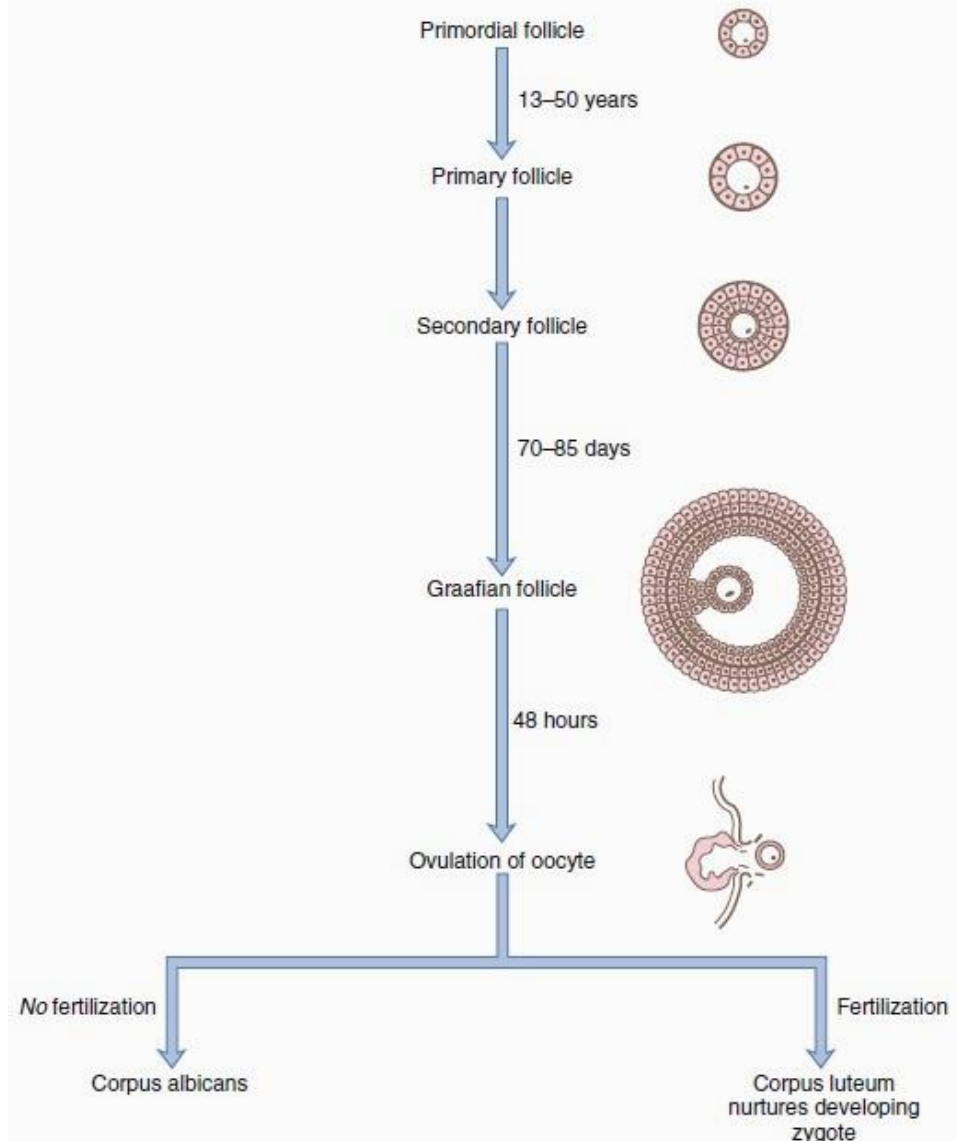 Primordial follicle
13–50 years
Primary follicle
Secondary follicle
70–85 days
Graafian follicle
48 hours
Ovulation of oocyte
No fertilization
Fertilization
Corpus albicans
Corpus luteum
nurtures developing
zygote